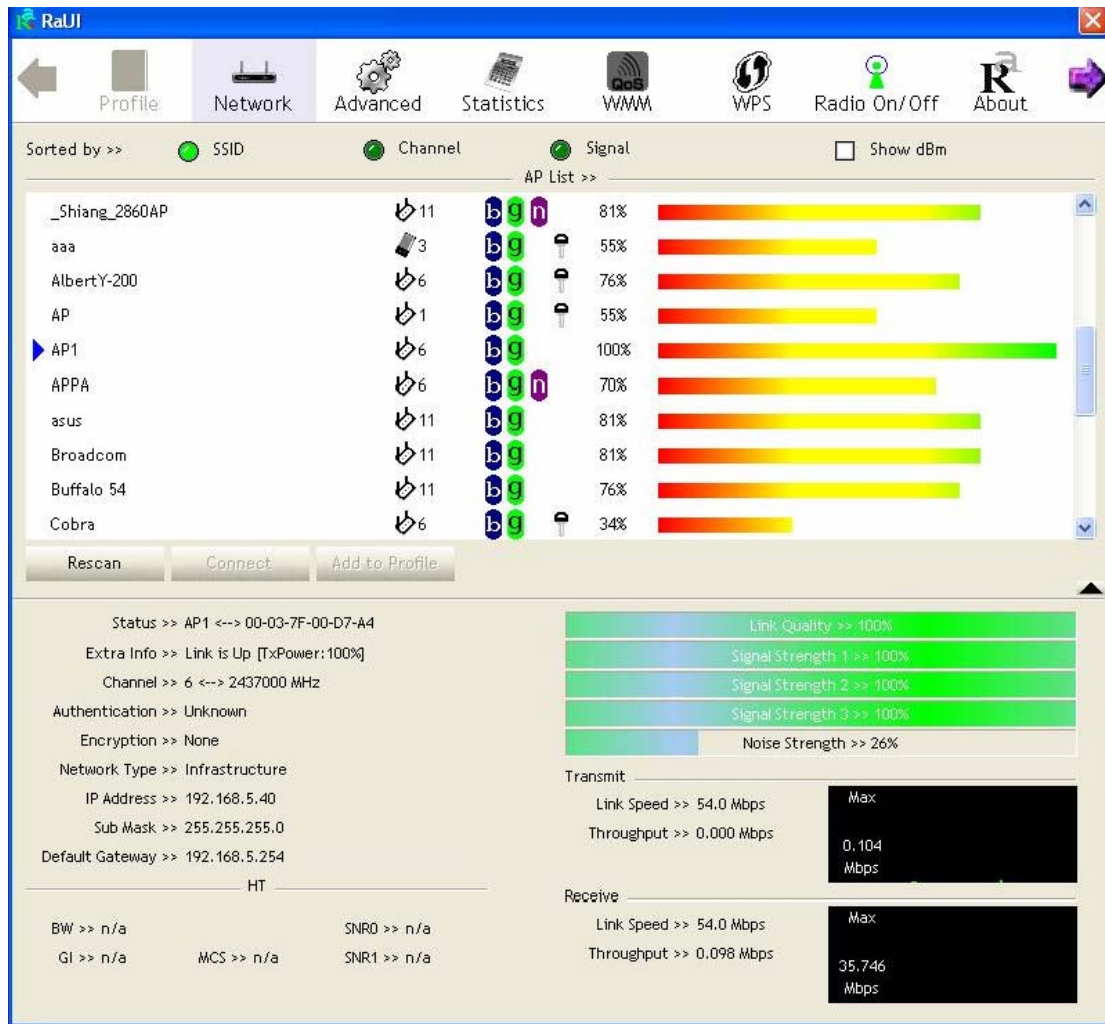 RaUI
Profile Network Advanced Statistics QoS WMM WPS Radio On/Off Ra About
Sorted by >> SSID Channel Signal Show dBm
AP List >>
_Shiang_2860AP 11 b g n 81%
aaa 3 b g 55%
AlbertY-200 6 b g 76%
AP 1 b g 55%
AP1 6 b g 100%
APPA 6 b g n 70%
asus 11 b g 81%
Broadcom 11 b g 81%
Buffalo 54 11 b g 76%
Cobra 6 b g 34%
Rescan Connect Add to Profile
Status >> AP1 <--> 00-03-7F-00-D7-A4
Extra Info >> Link is Up [TxPower:100%]
Channel >> 6 <--> 2437000 MHz
Authentication >> Unknown
Encryption >> None
Network Type >> Infrastructure
IP Address >> 192.168.5.40
Sub Mask >> 255.255.255.0
Default Gateway >> 192.168.5.254
HT
BW >> n/a SNR0 >> n/a
GI >> n/a MCS >> n/a SNR1 >> n/a
Link Quality >> 100%
Signal Strength 1 >> 100%
Signal Strength 2 >> 100%
Signal Strength 3 >> 100%
Noise Strength >> 26%
Transmit
Link Speed >> 54.0 Mbps
Throughput >> 0.000 Mbps
Max
0.104
Mbps
Receive
Link Speed >> 54.0 Mbps
Throughput >> 0.098 Mbps
Max
35.746
Mbps